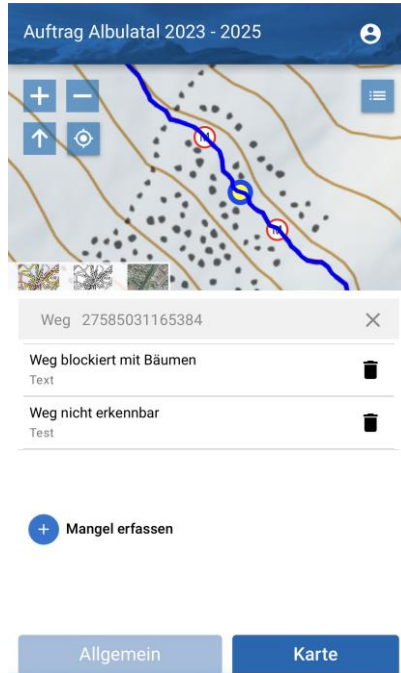 Auftrag Albulatal 2023 - 2025
M
M
Weg 27585031165384
Weg blockiert mit Bäumen
Text
Weg nicht erkennbar
Test
Mangel erfassen
Allgemein
Karte